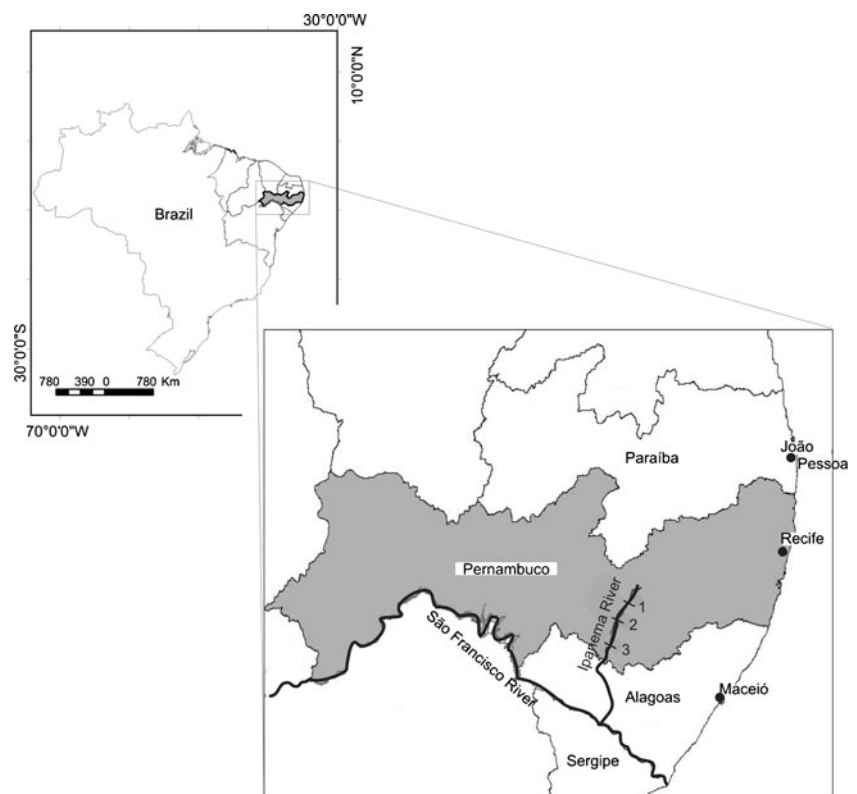 30°0'0"W
10°0'0"N
Brazil
30°0'0"S
780 390 0 780 Km
70°0'0"W
João
Pessoa
Paraíba
Recife
Pernambuco
Ipanema River
1
2
3
São Francisco River
Alagoas
Maceió
Sergipe